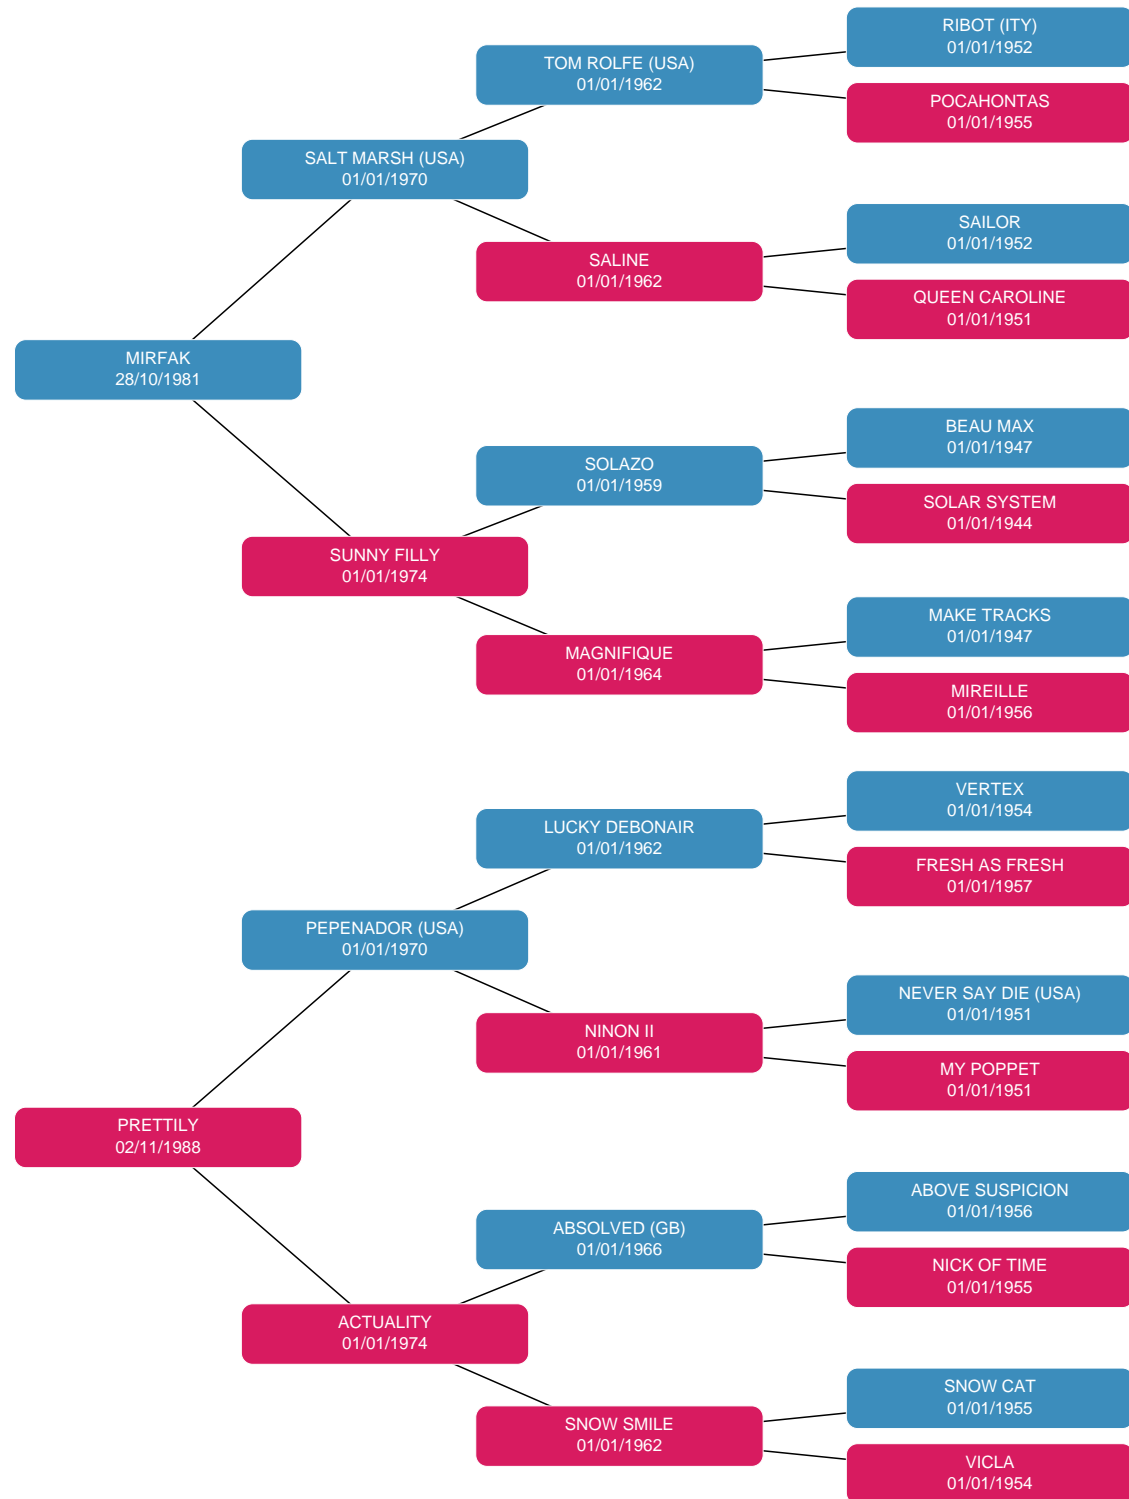 RIBOT (ITY)
01/01/1952
TOM ROLFE (USA)
01/01/1962
POCAHONTAS
01/01/1955
SALT MARSH (USA)
01/01/1970
SAILOR
01/01/1952
SALINE
01/01/1962
QUEEN CAROLINE
01/01/1951
MIRFAK
28/10/1981
BEAU MAX
01/01/1947
SOLAZO
01/01/1959
SOLAR SYSTEM
01/01/1944
SUNNY FILLY
01/01/1974
MAKE TRACKS
01/01/1947
MAGNIFIQUE
01/01/1964
MIREILLE
01/01/1956
VERTEX
01/01/1954
LUCKY DEBONAIR
01/01/1962
FRESH AS FRESH
01/01/1957
PEPENADOR (USA)
01/01/1970
NEVER SAY DIE (USA)
01/01/1951
NINON II
01/01/1961
MY POPPET
01/01/1951
PRETTILY
02/11/1988
ABOVE SUSPICION
01/01/1956
ABSOLVED (GB)
01/01/1966
NICK OF TIME
01/01/1955
ACTUALITY
01/01/1974
SNOW CAT
01/01/1955
SNOW SMILE
01/01/1962
VICLA
01/01/1954